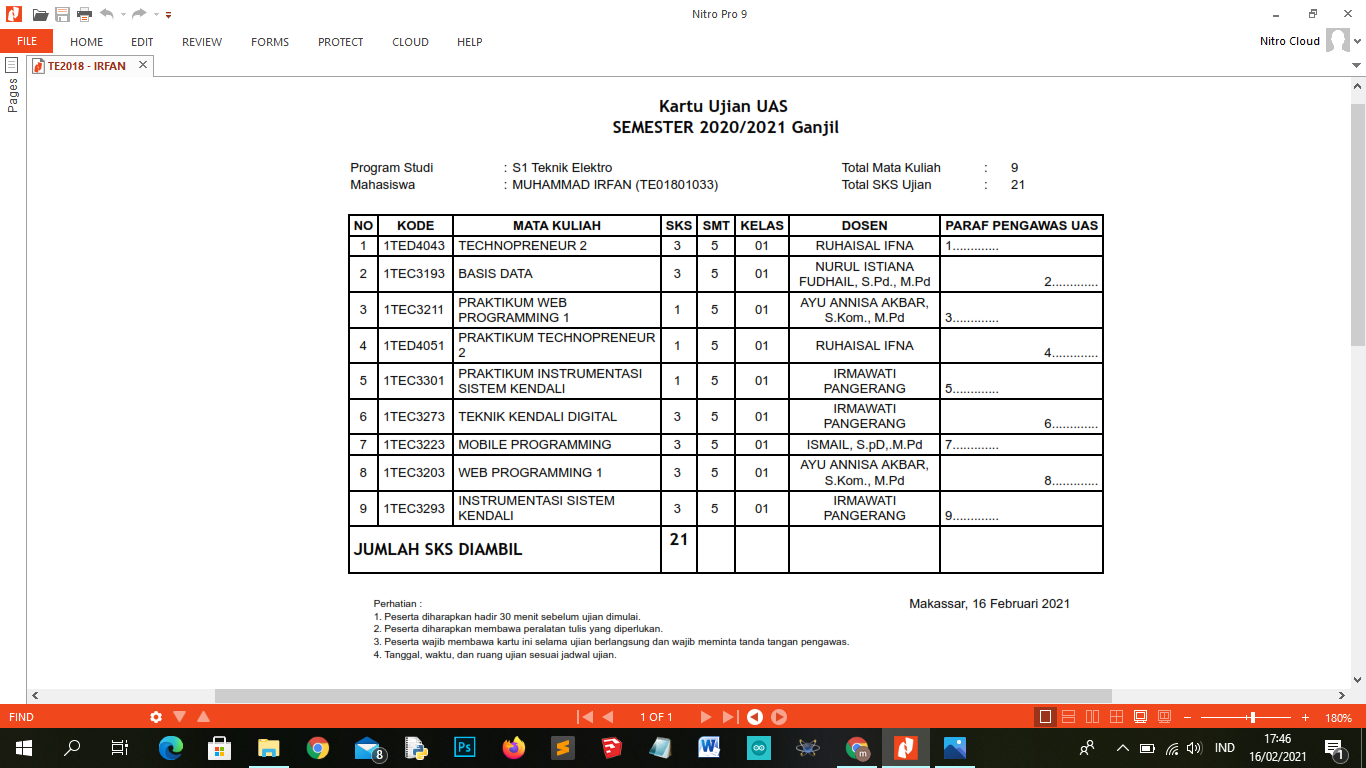 Nitro Pro 9
FILE HOME EDIT REVIEW FORMS PROTECT CLOUD HELP Nitro Cloud
TE2018 - IRFAN
Pages
Kartu Ujian UAS
SEMESTER 2020/2021 Ganjil
Program Studi : S1 Teknik Elektro Total Mata Kuliah : 9
Mahasiswa : MUHAMMAD IRFAN (TE01801033) Total SKS Ujian : 21
NO KODE MATA KULIAH SKS SMT KELAS DOSEN PARAF PENGAWAS UAS
1 1TED4043 TECHNOPRENEUR 2 3 5 01 RUHAISAL IFNA 1.............
2 1TEC3193 BASIS DATA 3 5 01 NURUL ISTIANA
FUDHAIL, S.Pd., M.Pd 2.............
3 1TEC3211 PRAKTIKUM WEB
PROGRAMMING 1 1 5 01 AYU ANNISA AKBAR,
S.Kom., M.Pd 3.............
4 1TED4051 PRAKTIKUM TECHNOPRENEUR
2 1 5 01 RUHAISAL IFNA 4.............
5 1TEC3301 PRAKTIKUM INSTRUMENTASI
SISTEM KENDALI 1 5 01 IRMAWATI
PANGERANG 5.............
6 1TEC3273 TEKNIK KENDALI DIGITAL 3 5 01 IRMAWATI
PANGERANG 6.............
7 1TEC3223 MOBILE PROGRAMMING 3 5 01 ISMAIL, S.pD,.M.Pd 7.............
8 1TEC3203 WEB PROGRAMMING 1 3 5 01 AYU ANNISA AKBAR,
S.Kom., M.Pd 8.............
9 1TEC3293 INSTRUMENTASI SISTEM
KENDALI 3 5 01 IRMAWATI
PANGERANG 9.............
JUMLAH SKS DIAMBIL 21
Perhatian :
1. Peserta diharapkan hadir 30 menit sebelum ujian dimulai.
2. Peserta diharapkan membawa peralatan tulis yang diperlukan.
3. Peserta wajib membawa kartu ini selama ujian berlangsung dan wajib meminta tanda tangan pengawas.
4. Tanggal, waktu, dan ruang ujian sesuai jadwal ujian.
Makassar, 16 Februari 2021
FIND 1 OF 1 180%
8 Ps W m IND 17:46
16/02/2021 1